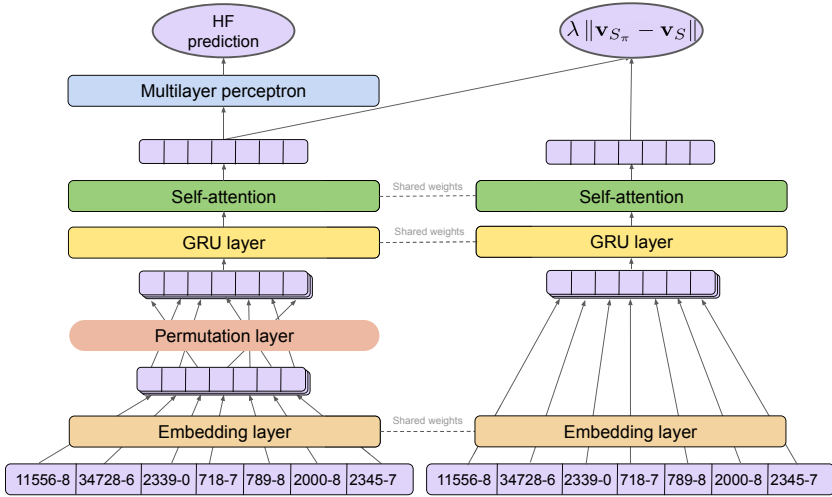 HF
prediction
λ ‖v_{S_π} − v_S‖
Multilayer perceptron
Self-attention
Shared weights
Self-attention
GRU layer
Shared weights
GRU layer
Permutation layer
Embedding layer
Shared weights
Embedding layer
11556-8 34728-6 2339-0 718-7 789-8 2000-8 2345-7
11556-8 34728-6 2339-0 718-7 789-8 2000-8 2345-7